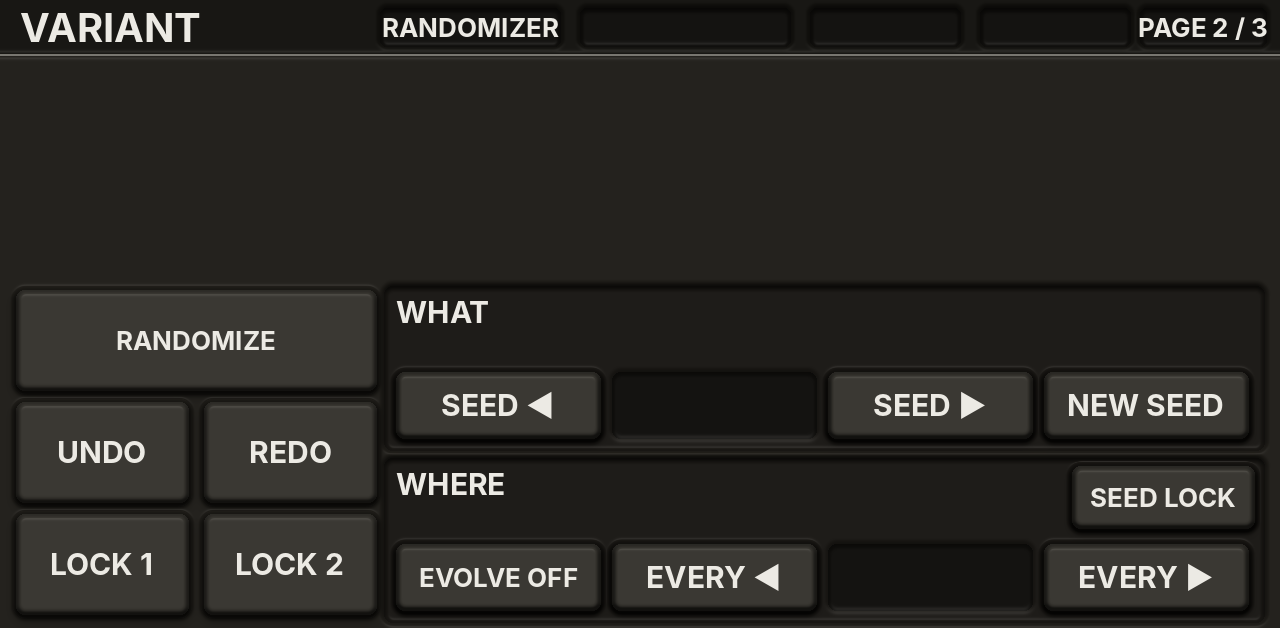 VARIANT RANDOMIZER PAGE 2 / 3
RANDOMIZE
WHAT
SEED ◀ SEED ▶ NEW SEED
UNDO REDO
WHERE
SEED LOCK
LOCK 1 LOCK 2
EVOLVE OFF EVERY ◀ EVERY ▶